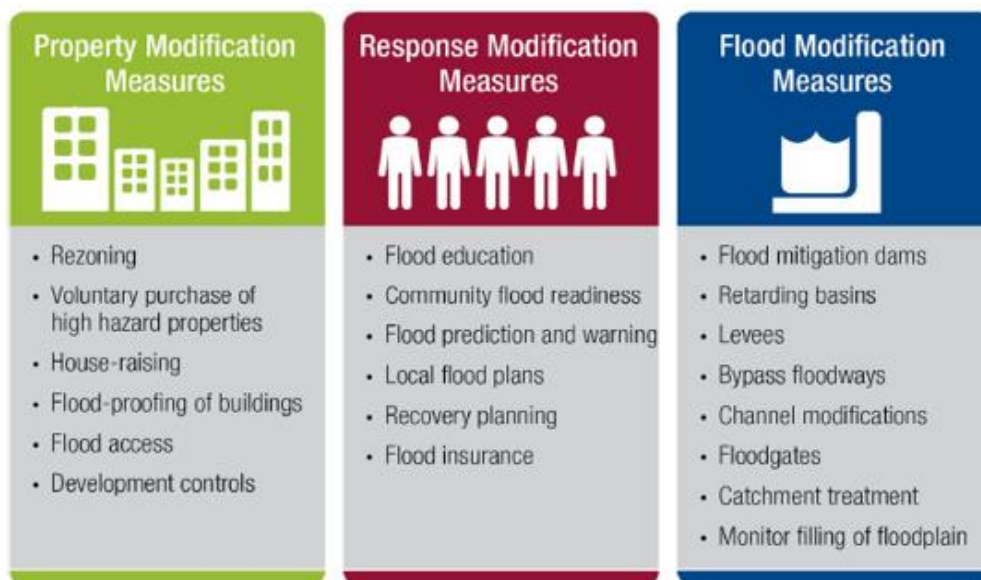 Property Modification
Measures
• Rezoning
• Voluntary purchase of
high hazard properties
• House-raising
• Flood-proofing of buildings
• Flood access
• Development controls
Response Modification
Measures
• Flood education
• Community flood readiness
• Flood prediction and warning
• Local flood plans
• Recovery planning
• Flood insurance
Flood Modification
Measures
• Flood mitigation dams
• Retarding basins
• Levees
• Bypass floodways
• Channel modifications
• Floodgates
• Catchment treatment
• Monitor filling of floodplain